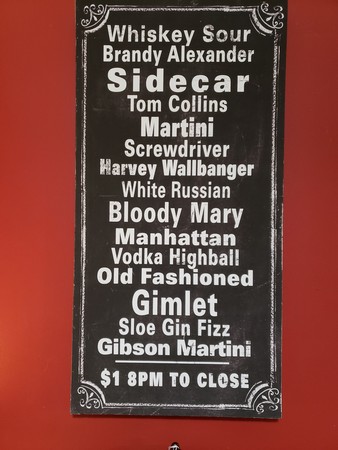 Whiskey Sour
Brandy Alexander
Sidecar
Tom Collins
Martini
Screwdriver
Harvey Wallbanger
White Russian
Bloody Mary
Manhattan
Vodka Highball
Old Fashioned
Gimlet
Sloe Gin Fizz
Gibson Martini
$1 8PM TO CLOSE